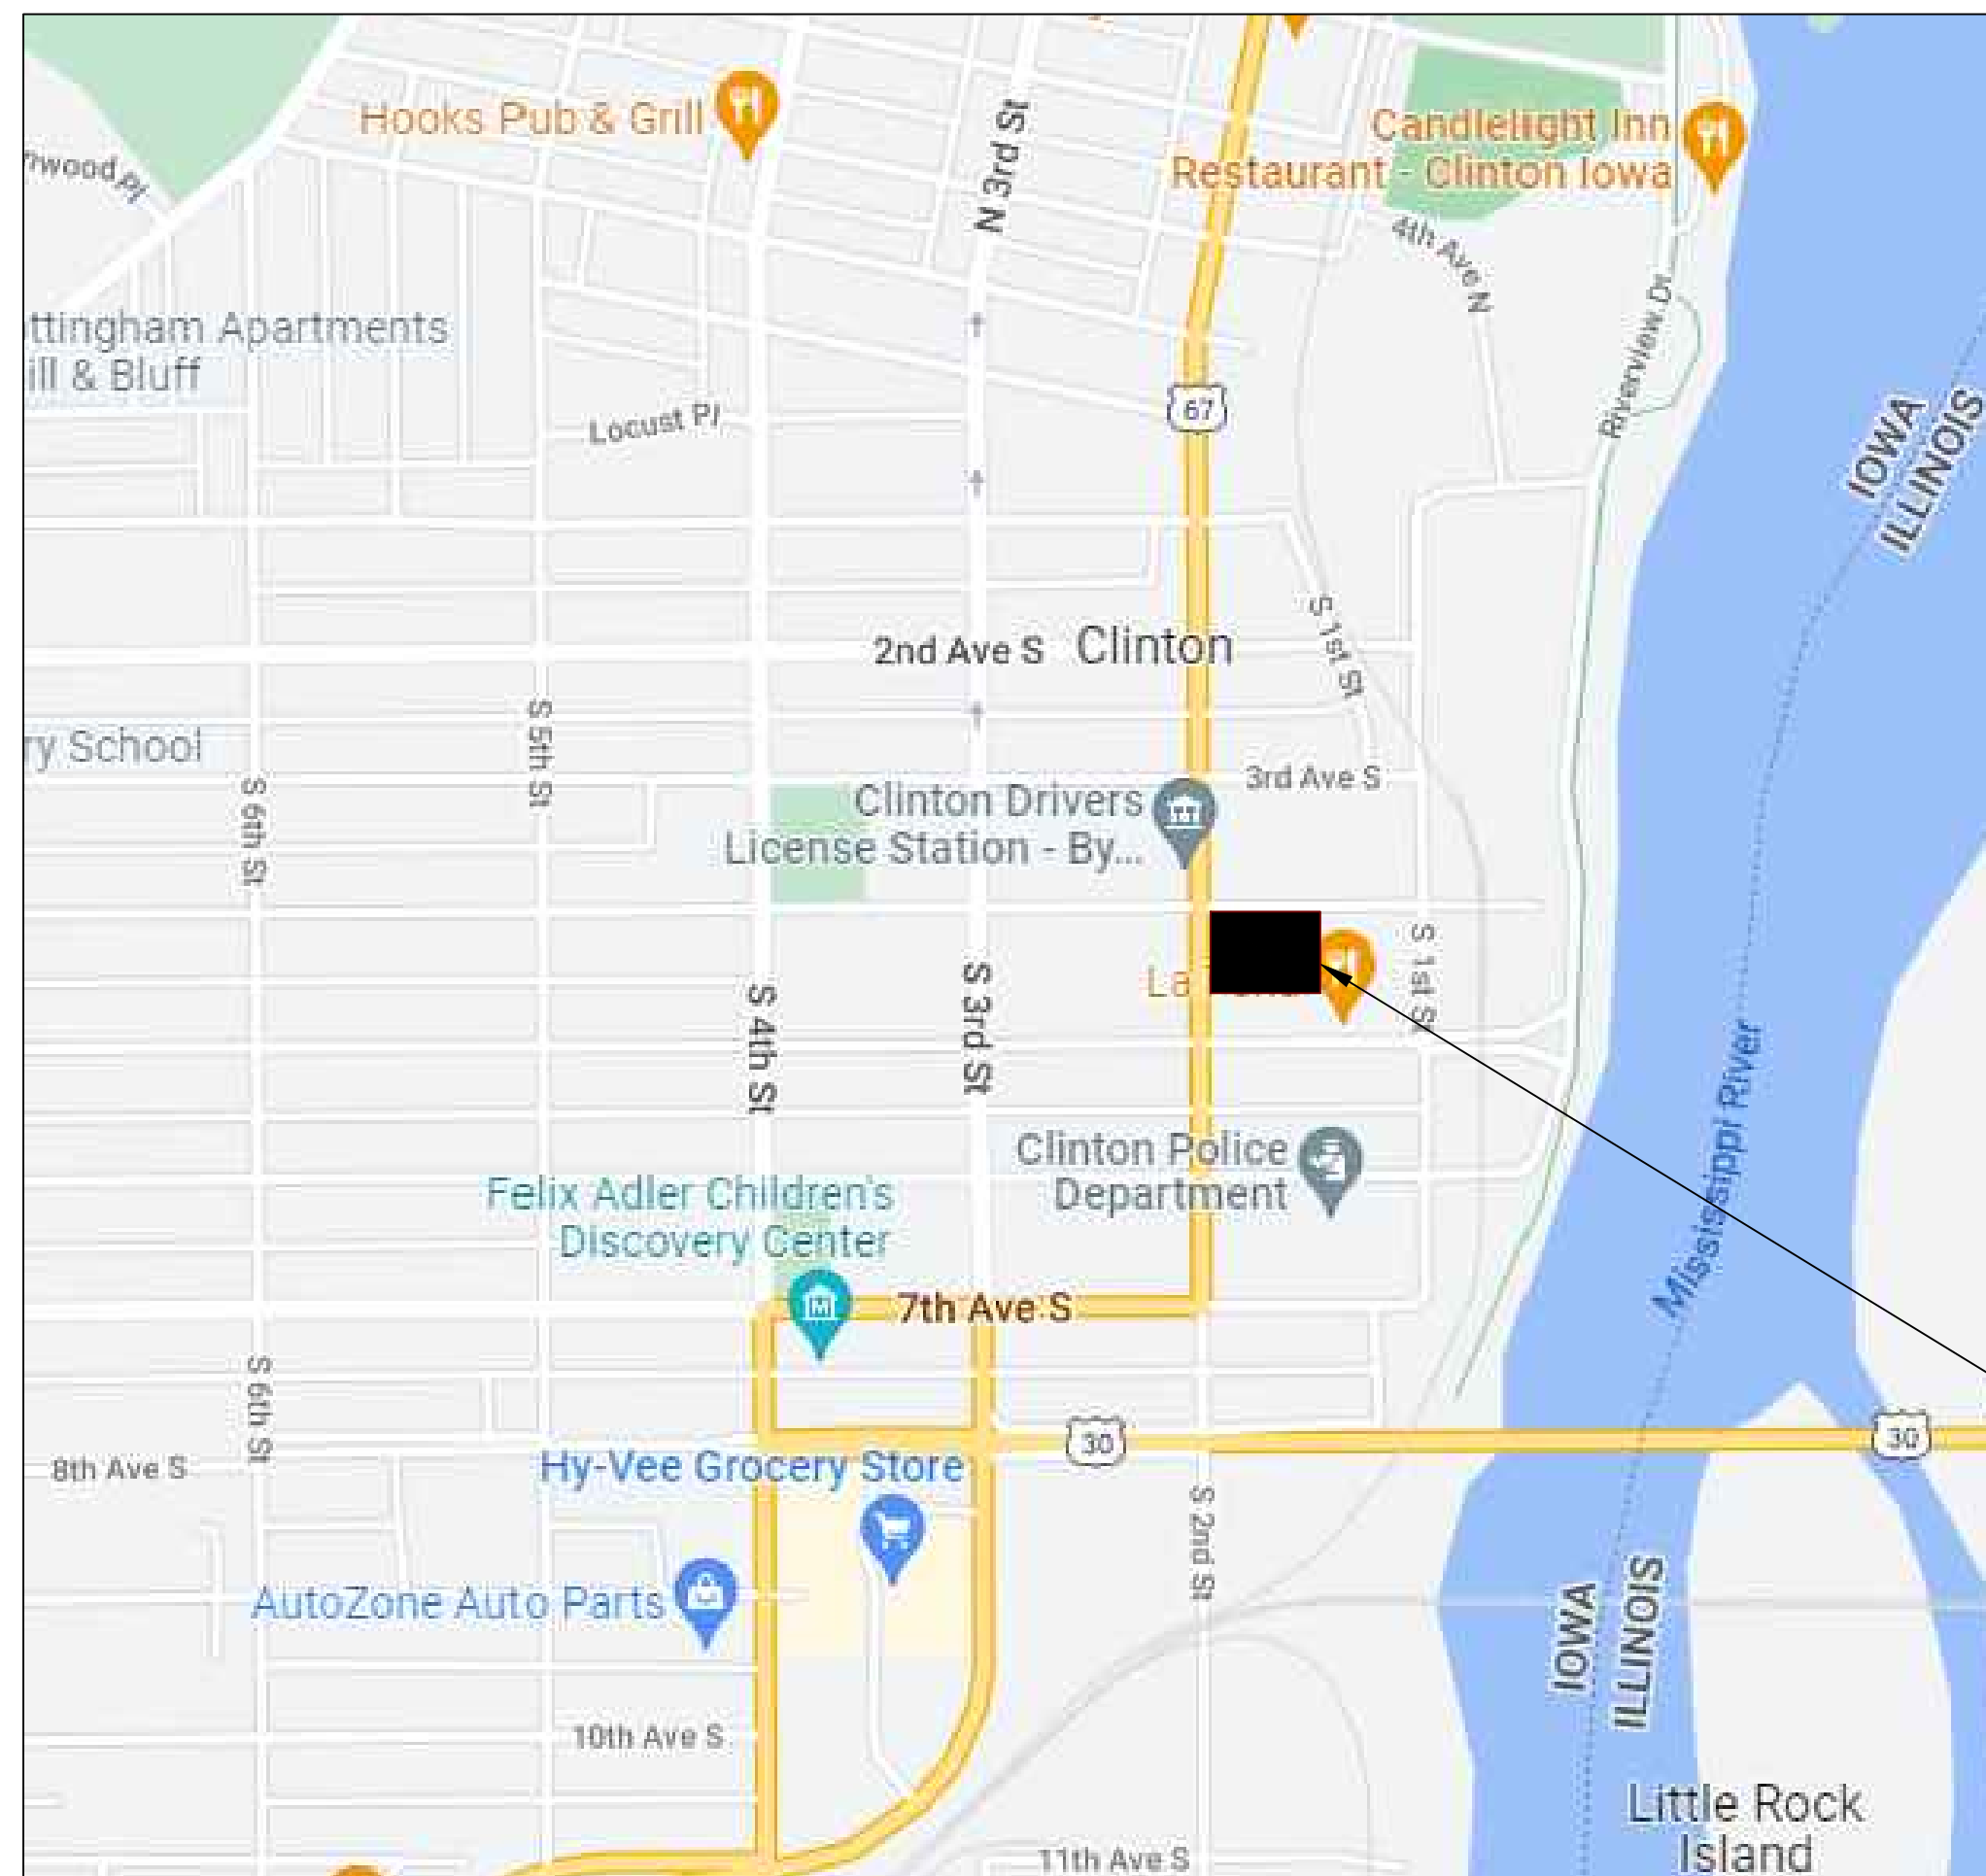 Hooks Pub & Grill
N 3rd St
Candlelight Inn
Restaurant - Clinton Iowa
4th Ave N
Riverview Dr
ttingham Apartments
ill & Bluff
Locust Pl
67
IOWA
ILLINOIS
2nd Ave S
Clinton
S 1st St
S 5th St
ry School
3rd Ave S
S 6th St
Clinton Drivers
License Station - By...
La
S 1st St
S 4th St
S 3rd St
Mississippi River
Clinton Police
Department
Felix Adler Children's
Discovery Center
7th Ave S
S 6th St
30
30
8th Ave S
Hy-Vee Grocery Store
S 2nd St
AutoZone Auto Parts
IOWA
ILLINOIS
10th Ave S
Little Rock
Island
11th Ave S